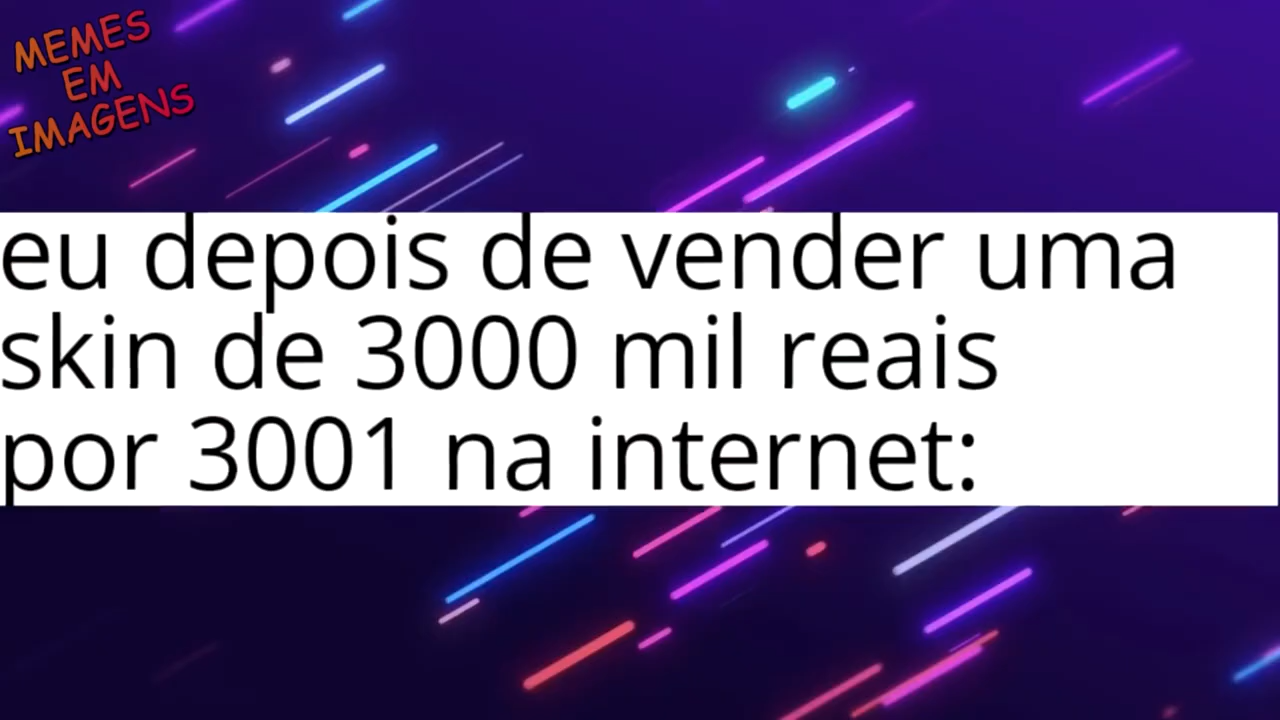 MEMES
EM
IMAGENS
eu depois de vender uma
skin de 3000 mil reais
por 3001 na internet: